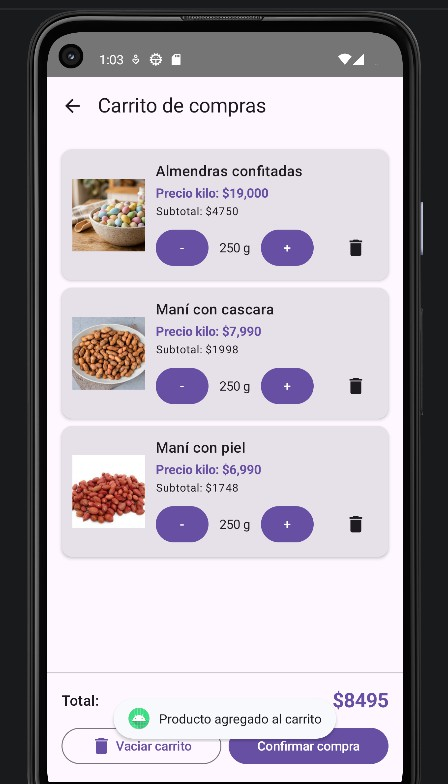 1:03
Carrito de compras
Almendras confitadas
Precio kilo: $19,000
Subtotal: $4750
- 250 g +
Maní con cascara
Precio kilo: $7,990
Subtotal: $1998
- 250 g +
Maní con piel
Precio kilo: $6,990
Subtotal: $1748
- 250 g +
Total: $8495
Producto agregado al carrito
Vaciar carrito Confirmar compra